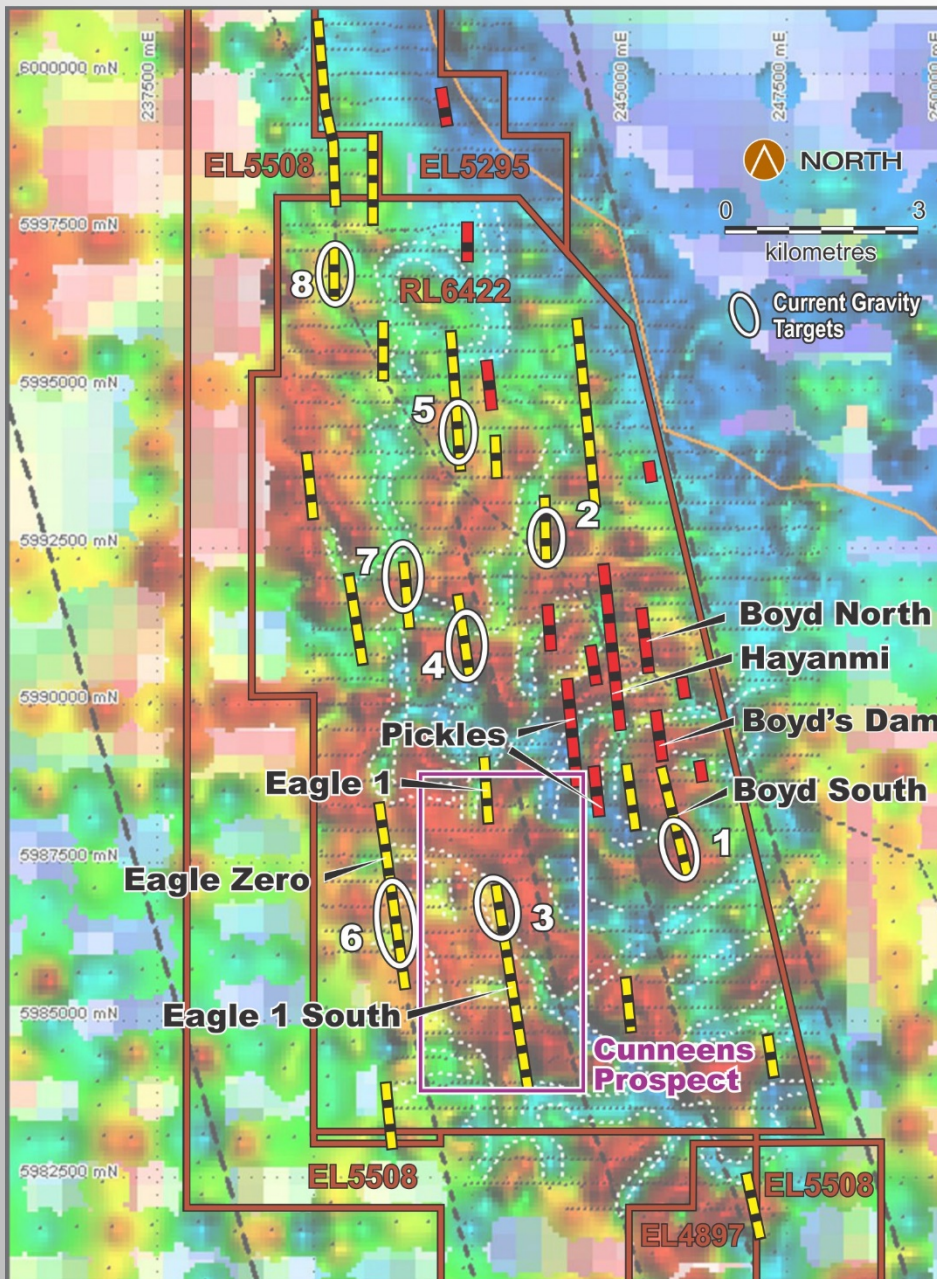 237500 mE
245000 mE
247500 mE
6000000 mN
NORTH
EL5508
EL5295
0
3
kilometres
5997500 mN
8
RL6422
Current Gravity
Targets
5995000 mN
5
2
5992500 mN
7
4
Boyd North
Hayanmi
5990000 mN
Pickles
Boyd's Dam
Eagle 1
Boyd South
1
5987500 mN
Eagle Zero
6
3
5985000 mN
Eagle 1 South
Cunneens
Prospect
5982500 mN
EL5508
EL5508
EL4897